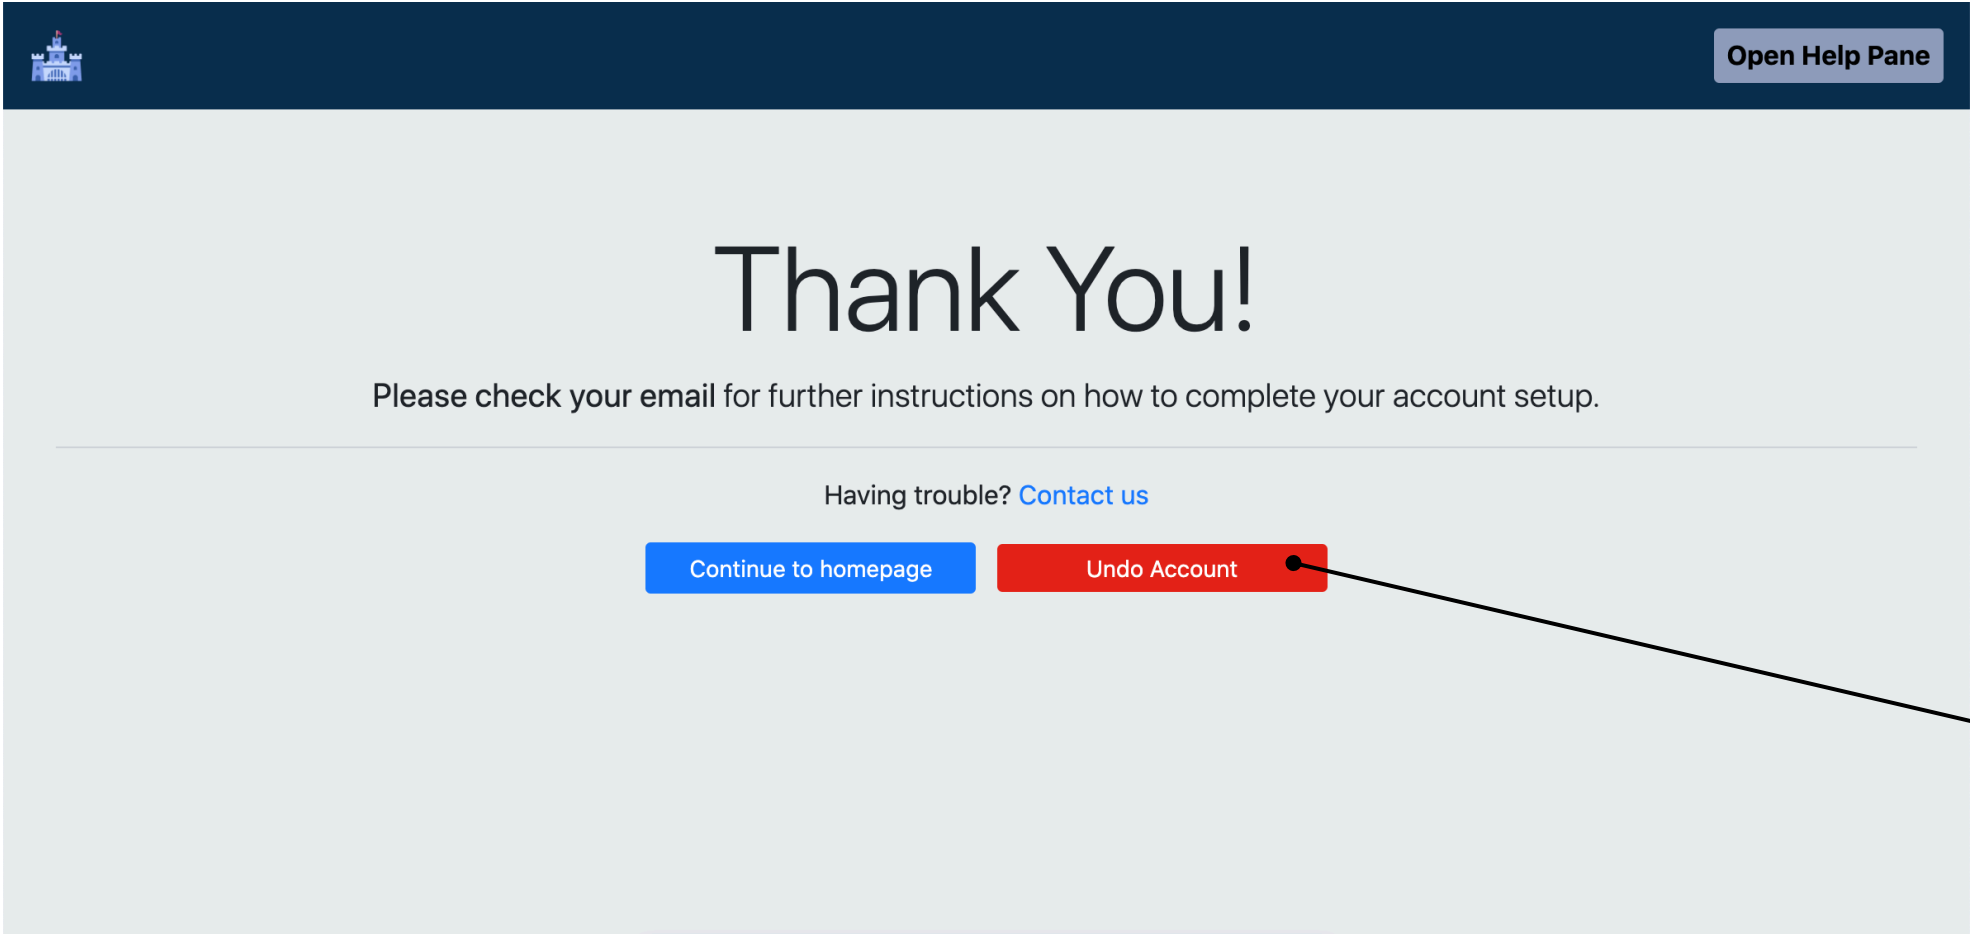 Open Help Pane
Thank You!
Please check your email for further instructions on how to complete your account setup.
Having trouble? Contact us
Continue to homepage
Undo Account